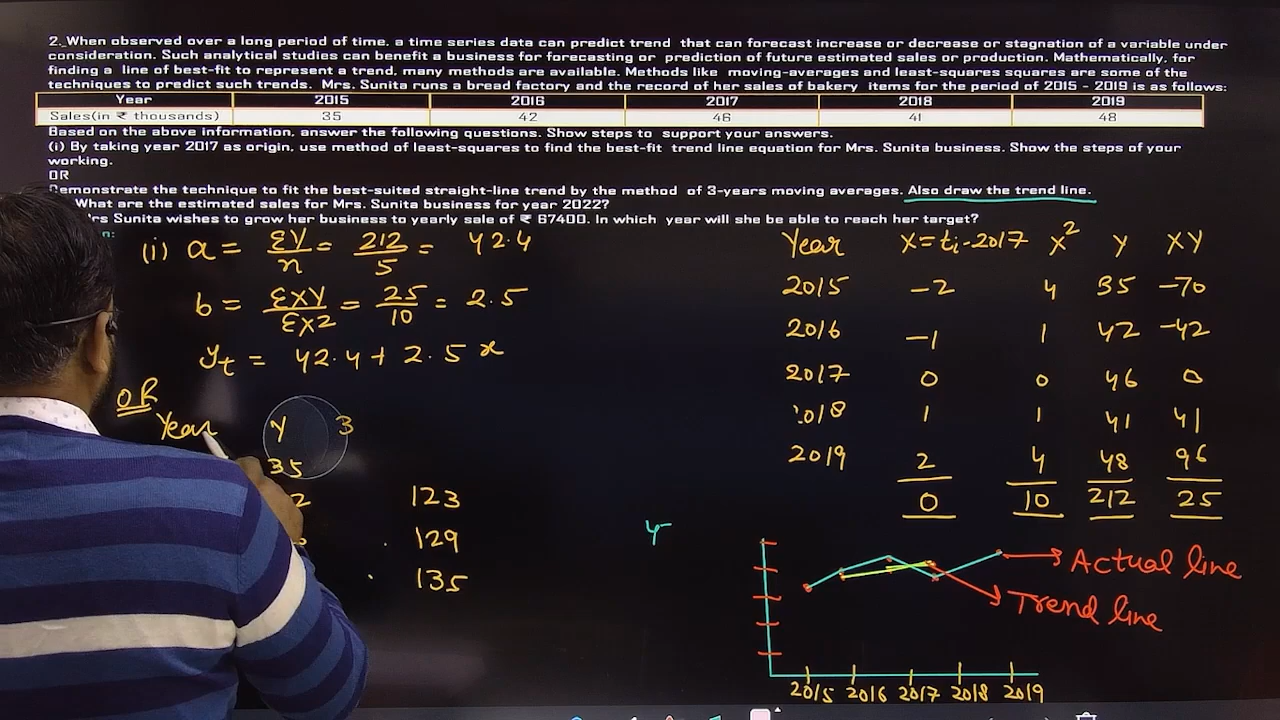 2. When observed over a long period of time. a time series data can predict trend that can forecast increase or decrease or stagnation of a variable under
consideration. Such analytical studies can benefit a business for forecasting or prediction of future estimated sales or production. Mathematically, for
finding a line of best-fit to represent a trend, many methods are available. Methods like moving-averages and least-squares squares are some of the
techniques to predict such trends. Mrs. Sunita runs a bread factory and the record of her sales of bakery items for the period of 2015 - 2019 is as follows:
Year 2015 2016 2017 2018 2019
Sales(in ₹ thousands) 35 42 46 41 48
Based on the above information, answer the following questions. Show steps to support your answers.
(i) By taking year 2017 as origin, use method of least-squares to find the best-fit trend line equation for Mrs. Sunita business. Show the steps of your
working.
OR
Demonstrate the technique to fit the best-suited straight-line trend by the method of 3-years moving averages. Also draw the trend line.
What are the estimated sales for Mrs. Sunita business for year 2022?
Mrs Sunita wishes to grow her business to yearly sale of ₹ 67400. In which year will she be able to reach her target?
(i) a = ΣY/n = 212/5 = 42.4
b = ΣXY/ΣX2 = 25/10 = 2.5
yt = 42.4 + 2.5 x
OR
Year Y 3
35
2 123
129
135
Year X=ti-2017 X² Y XY
2015 -2 4 35 -70
2016 -1 1 42 -42
2017 0 0 46 0
2018 1 1 41 41
2019 2 4 48 96
0 10 212 25
Actual line
Trend line
2015 2016 2017 2018 2019